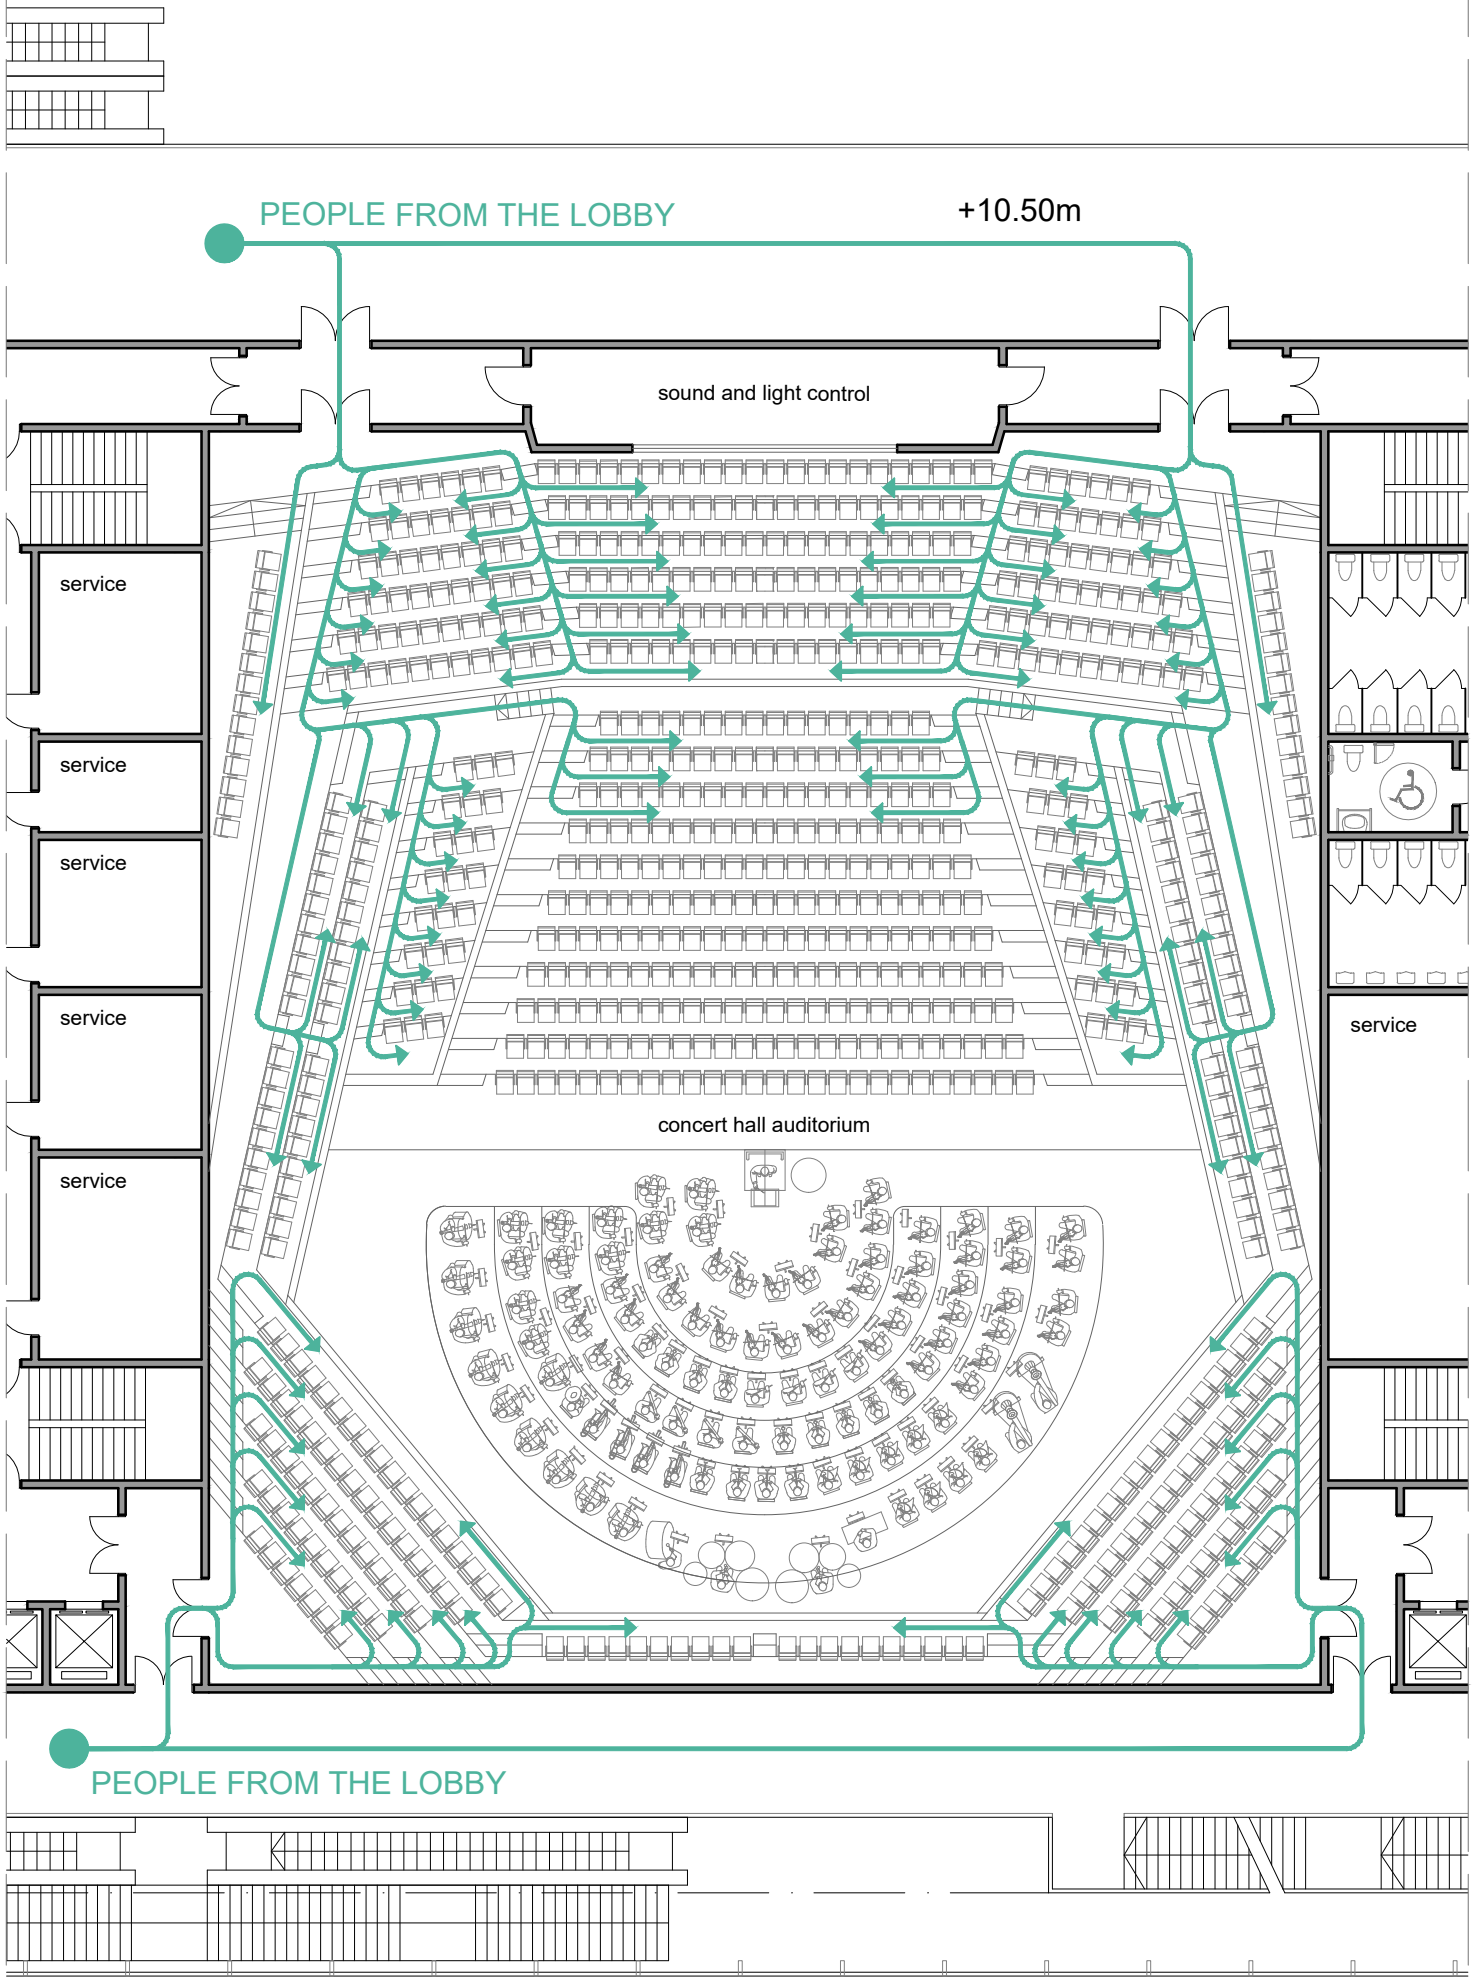 PEOPLE FROM THE LOBBY
+10.50m
sound and light control
service
service
service
service
service
service
concert hall auditorium
PEOPLE FROM THE LOBBY